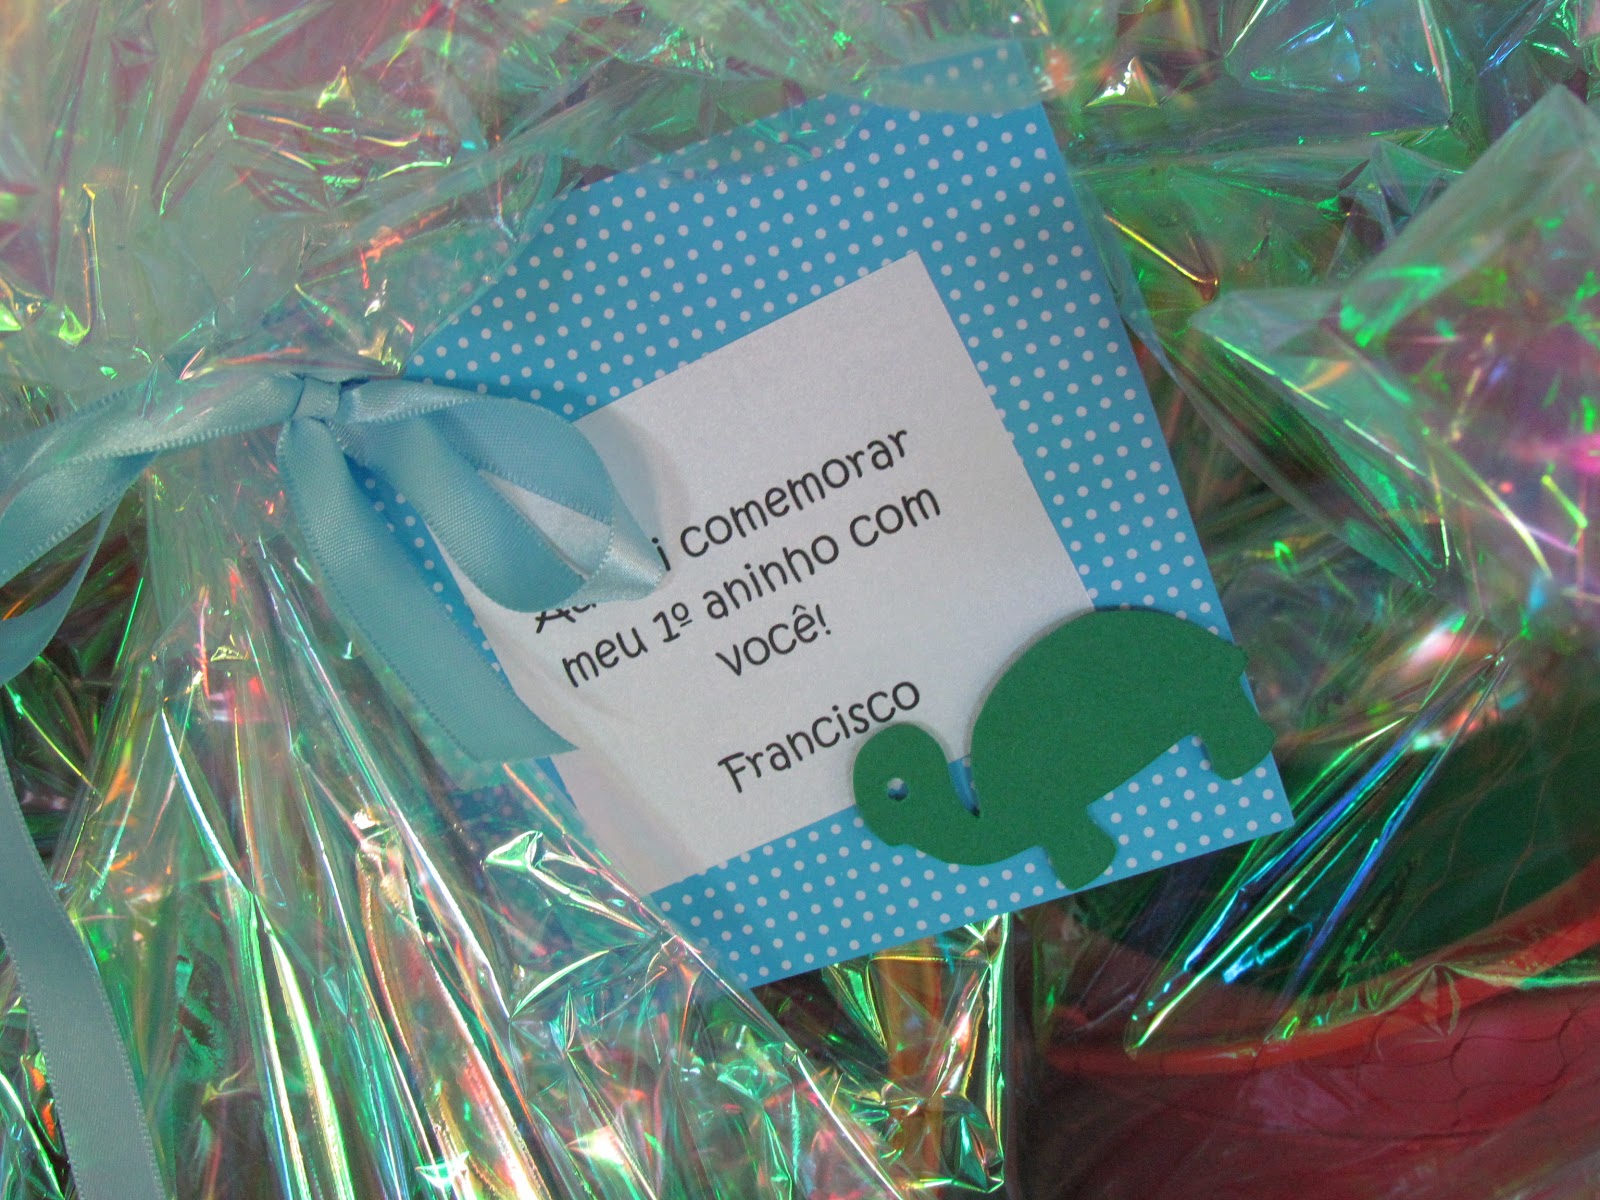 comemorar
meu 1º aninho com
você!
Francisco